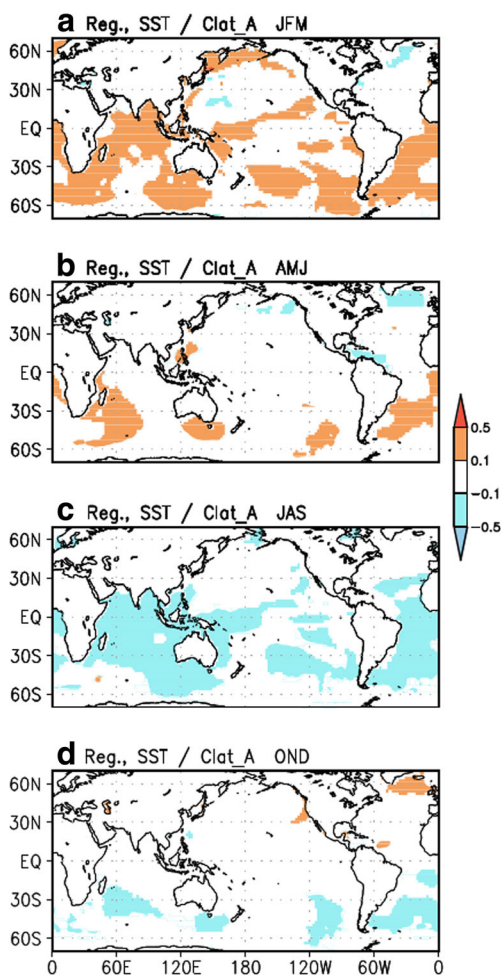 a Reg., SST / Clat_A JFM
60N
30N
EQ
30S
60S
b Reg., SST / Clat_A AMJ
60N
30N
EQ
30S
60S
0.5
0.1
-0.1
-0.5
c Reg., SST / Clat_A JAS
60N
30N
EQ
30S
60S
d Reg., SST / Clat_A OND
60N
30N
EQ
30S
60S
0 60E 120E 180 120W 60W 0